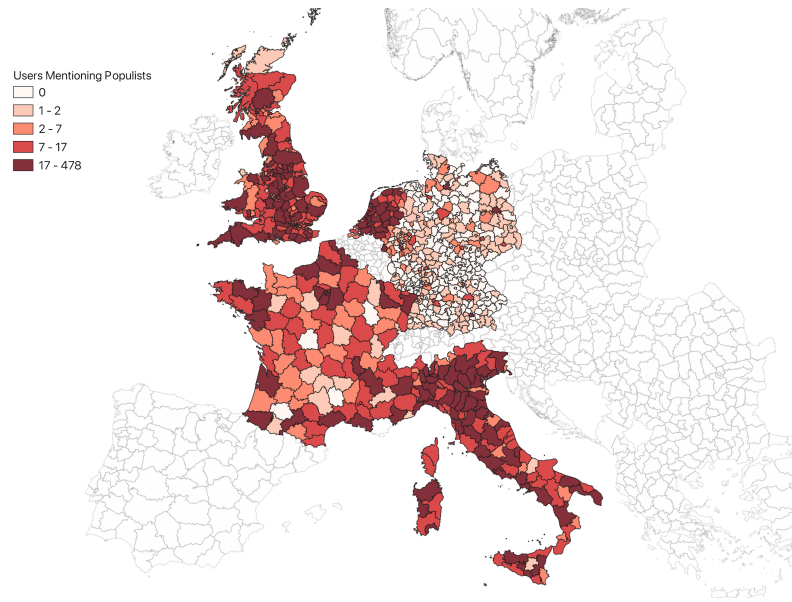 Users Mentioning Populists
0
1 - 2
2 - 7
7 - 17
17 - 478